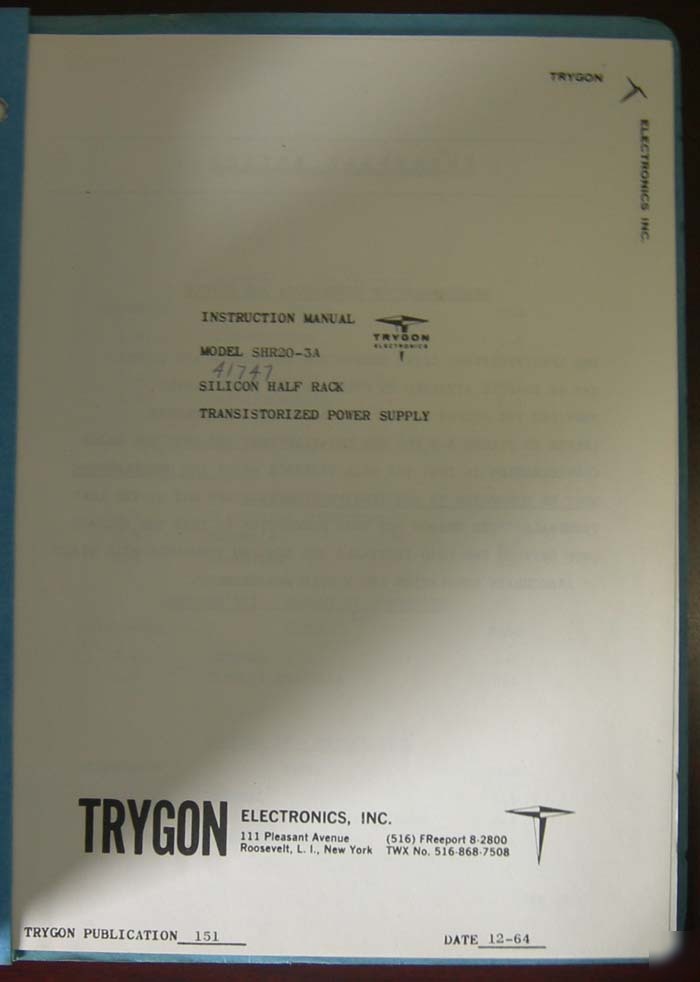 TRYGON
ELECTRONICS INC.
INSTRUCTION MANUAL
TRYGON
ELECTRONICS
MODEL SHR20-3A
41747
SILICON HALF RACK
TRANSISTORIZED POWER SUPPLY
TRYGON ELECTRONICS, INC.
111 Pleasant Avenue (516) FReeport 8-2800
Roosevelt, L. I., New York TWX No. 516-868-7508
TRYGON PUBLICATION 151
DATE 12-64